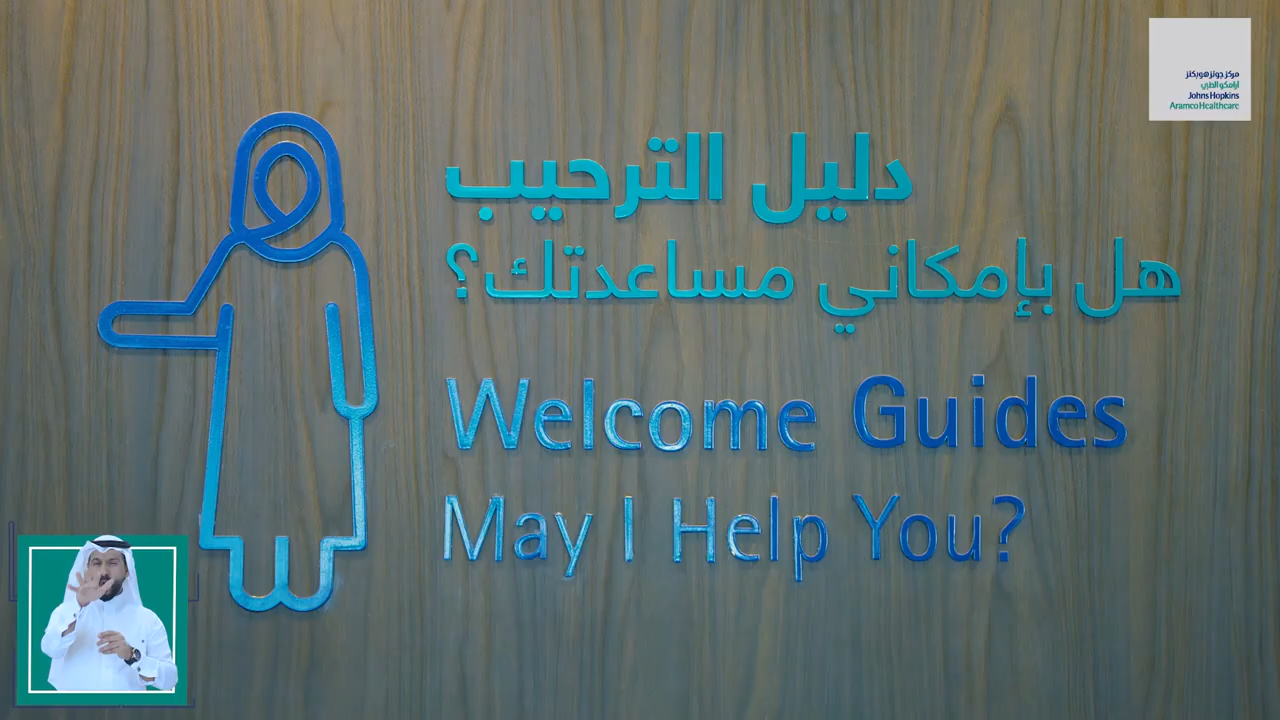 دليل الترحيب
هل بإمكاني مساعدتك؟
Welcome Guides
May I Help You?
مركز جونز هوبكنز
أرامكو الطبي
Johns Hopkins
Aramco Healthcare